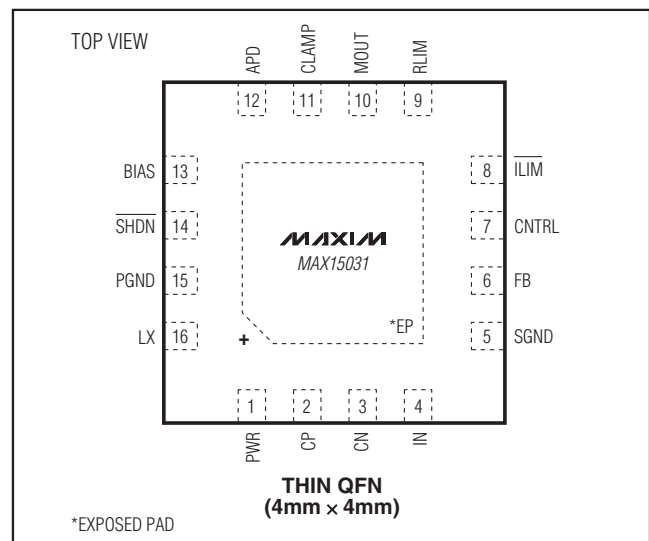 TOP VIEW
APD
CLAMP
MOUT
RLIM
12
11
10
9
BIAS 13
8 I̅L̅I̅M̅
S̅H̅D̅N̅ 14
7 CNTRL
PGND 15
6 FB
LX 16
5 SGND
MAXIM
MAX15031
*EP
+
1
2
3
4
PWR
CP
CN
IN
THIN QFN
(4mm × 4mm)
*EXPOSED PAD